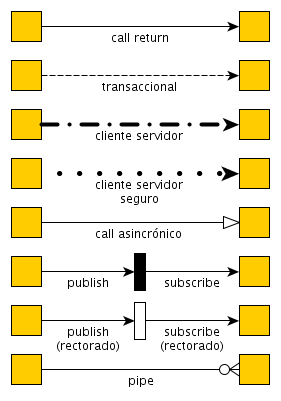 call return
transaccional
cliente servidor
cliente servidor
seguro
call asincrónico
publish subscribe
publish subscribe
(rectorado) (rectorado)
pipe